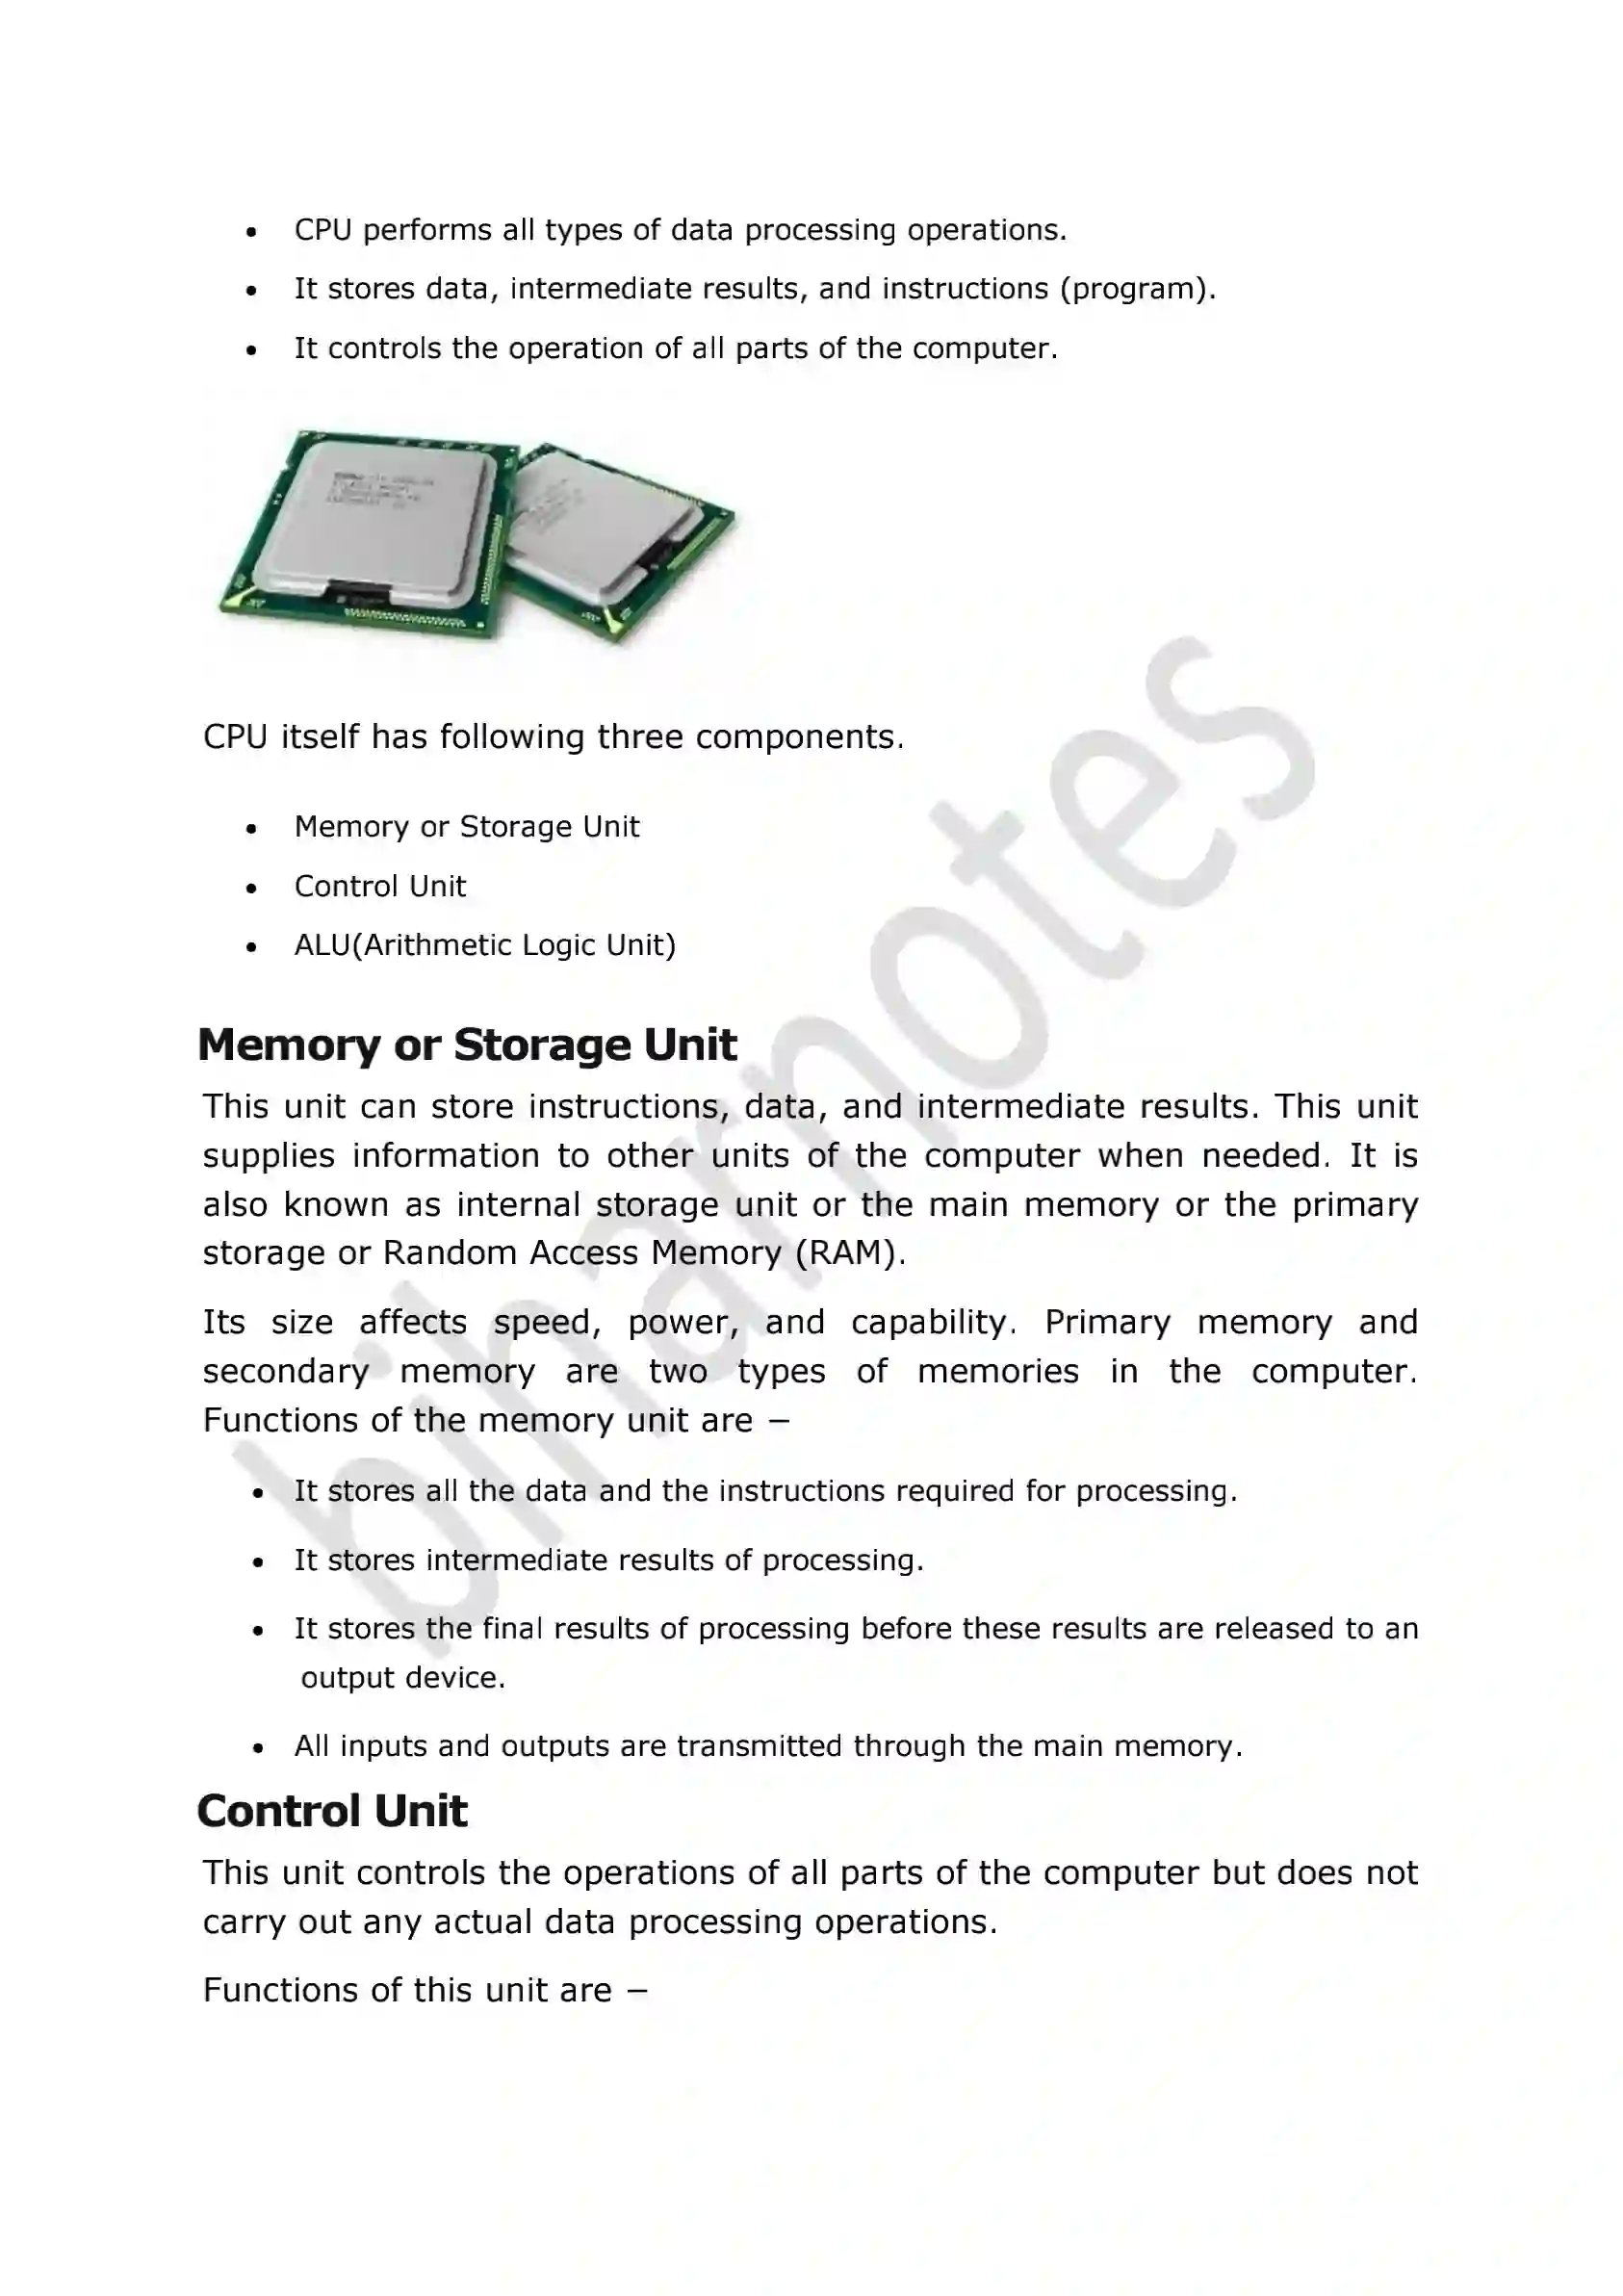 • CPU performs all types of data processing operations.
• It stores data, intermediate results, and instructions (program).
• It controls the operation of all parts of the computer.
CPU itself has following three components.
• Memory or Storage Unit
• Control Unit
• ALU(Arithmetic Logic Unit)
Memory or Storage Unit
This unit can store instructions, data, and intermediate results. This unit
supplies information to other units of the computer when needed. It is
also known as internal storage unit or the main memory or the primary
storage or Random Access Memory (RAM).
Its size affects speed, power, and capability. Primary memory and
secondary memory are two types of memories in the computer.
Functions of the memory unit are −
• It stores all the data and the instructions required for processing.
• It stores intermediate results of processing.
• It stores the final results of processing before these results are released to an
output device.
• All inputs and outputs are transmitted through the main memory.
Control Unit
This unit controls the operations of all parts of the computer but does not
carry out any actual data processing operations.
Functions of this unit are −
biharnotes